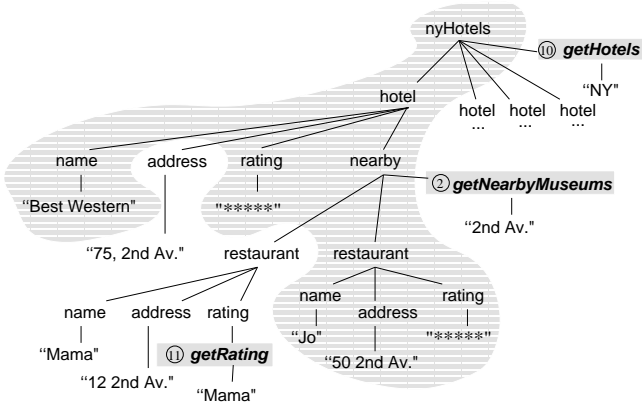 nyHotels
⑩ getHotels
“NY"
hotel
hotel hotel hotel
... ... ...
name address rating nearby
② getNearbyMuseums
“Best Western" "*****" “2nd Av."
“75, 2nd Av." restaurant restaurant
name address rating
name address rating
“Jo" "*****"
“Mama" ⑪ getRating
“50 2nd Av."
“12 2nd Av." “Mama"